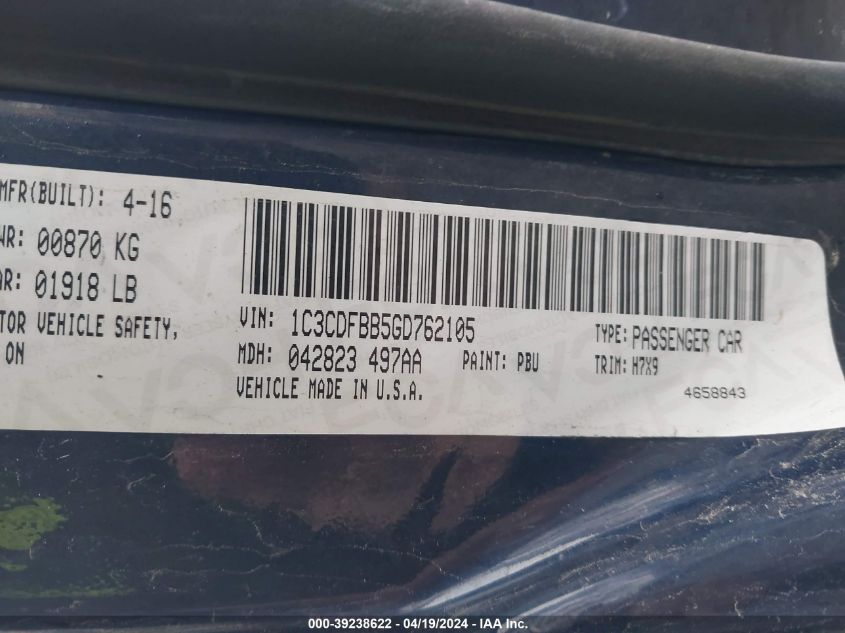 MFR(BUILT): 4-16
WR: 00870 KG
AR: 01918 LB
TOR VEHICLE SAFETY,
ON
VIN: 1C3CDFBB5GD762105
TYPE: PASSENGER CAR
MDH: 042823 497AA PAINT: PBU
TRIM: H7X9
VEHICLE MADE IN U.S.A.
4658843
000-39238622 - 04/19/2024 - IAA Inc.